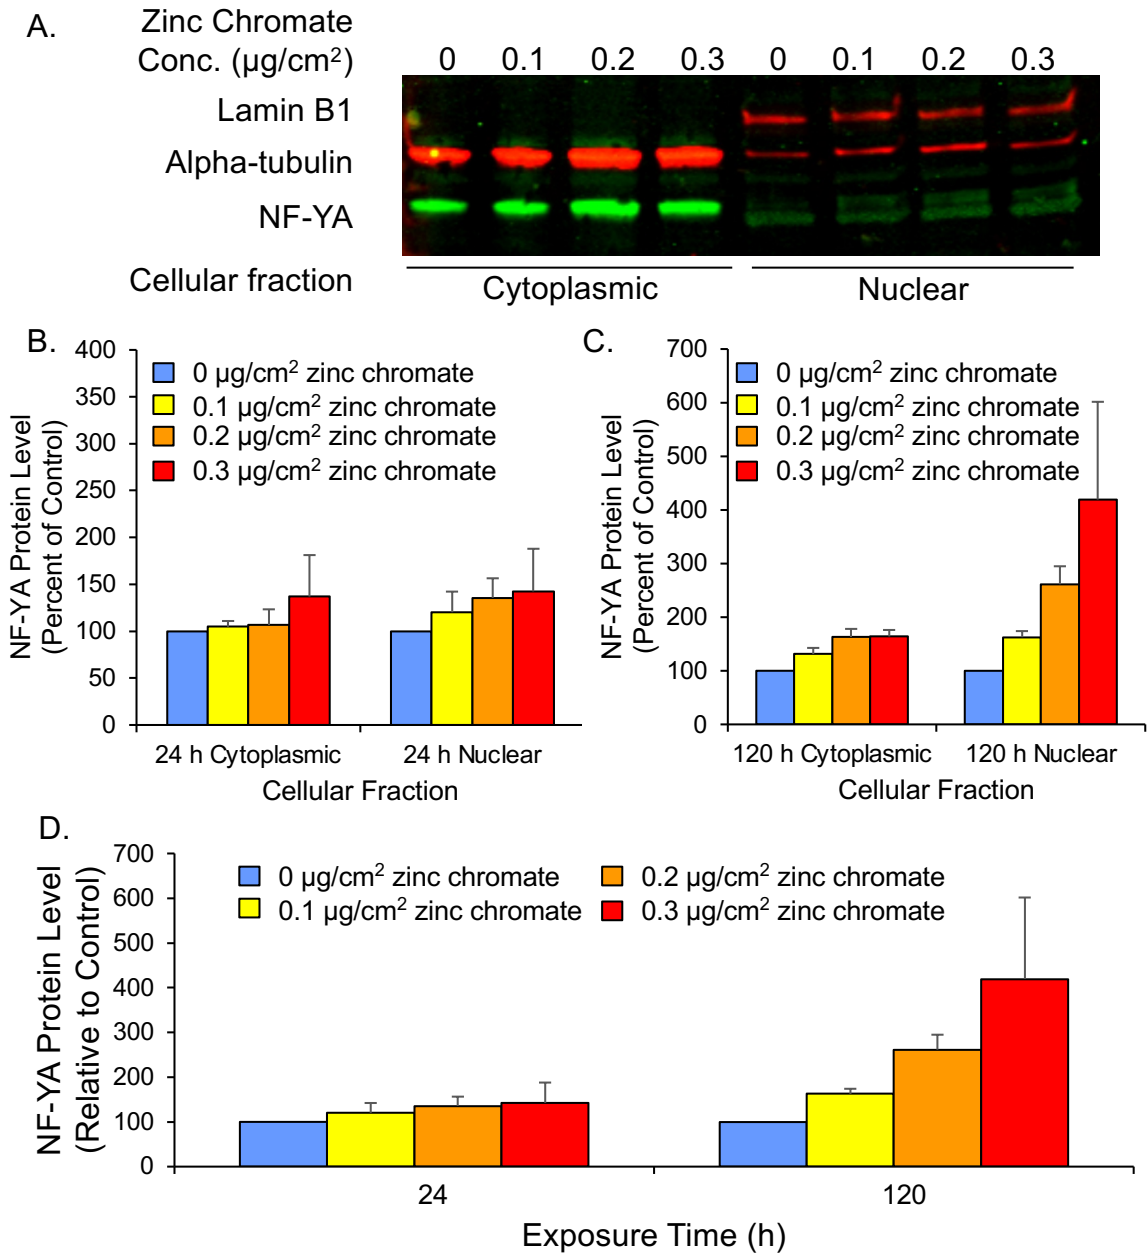 A.
Zinc Chromate
Conc. (µg/cm²) 0 0.1 0.2 0.3 0 0.1 0.2 0.3
Lamin B1
Alpha-tubulin
NF-YA
Cellular fraction Cytoplasmic Nuclear
B.
NF-YA Protein Level
(Percent of Control)
400
350
300
250
200
150
100
50
0
0 µg/cm² zinc chromate
0.1 µg/cm² zinc chromate
0.2 µg/cm² zinc chromate
0.3 µg/cm² zinc chromate
24 h Cytoplasmic 24 h Nuclear
Cellular Fraction
C.
NF-YA Protein Level
(Percent of Control)
700
600
500
400
300
200
100
0
0 µg/cm² zinc chromate
0.1 µg/cm² zinc chromate
0.2 µg/cm² zinc chromate
0.3 µg/cm² zinc chromate
120 h Cytoplasmic 120 h Nuclear
Cellular Fraction
D.
NF-YA Protein Level
(Relative to Control)
700
600
500
400
300
200
100
0
0 µg/cm² zinc chromate 0.2 µg/cm² zinc chromate
0.1 µg/cm² zinc chromate 0.3 µg/cm² zinc chromate
24 120
Exposure Time (h)